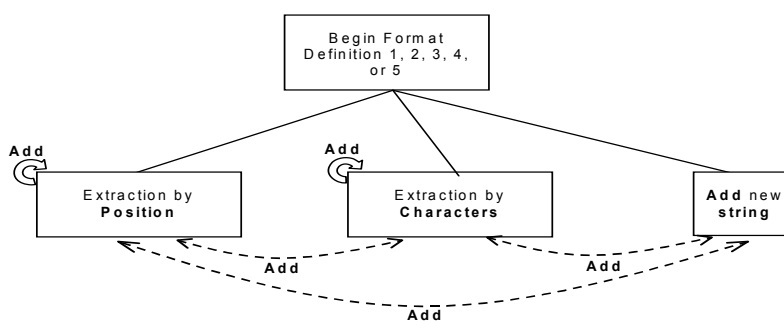 Begin Format
Definition 1, 2, 3, 4,
or 5
Add
Add
Extraction by
Position
Extraction by
Characters
Add new
string
Add
Add
Add